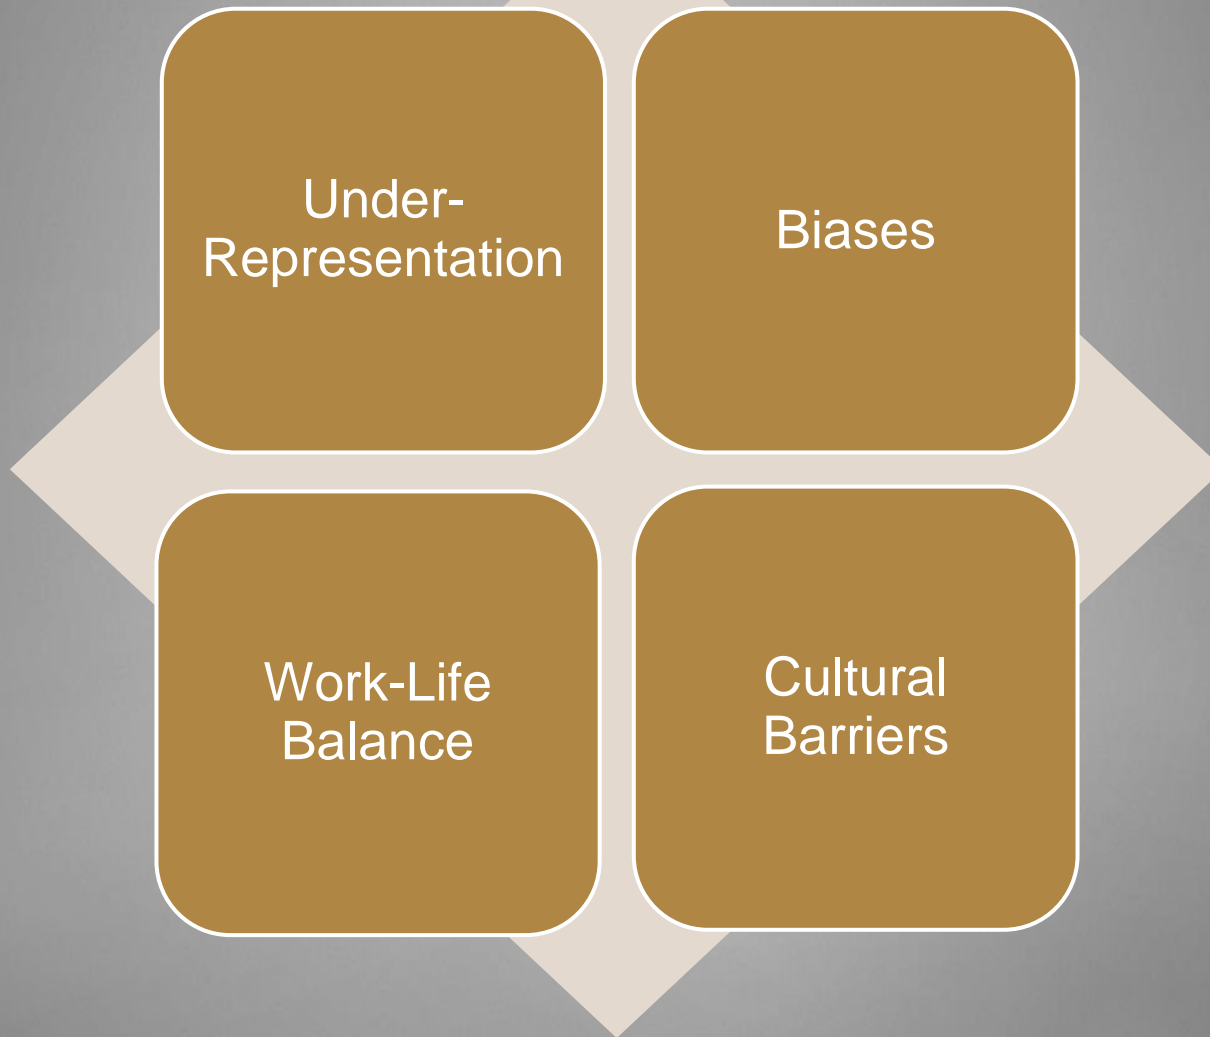 Under-
Representation
Biases
Work-Life
Balance
Cultural
Barriers